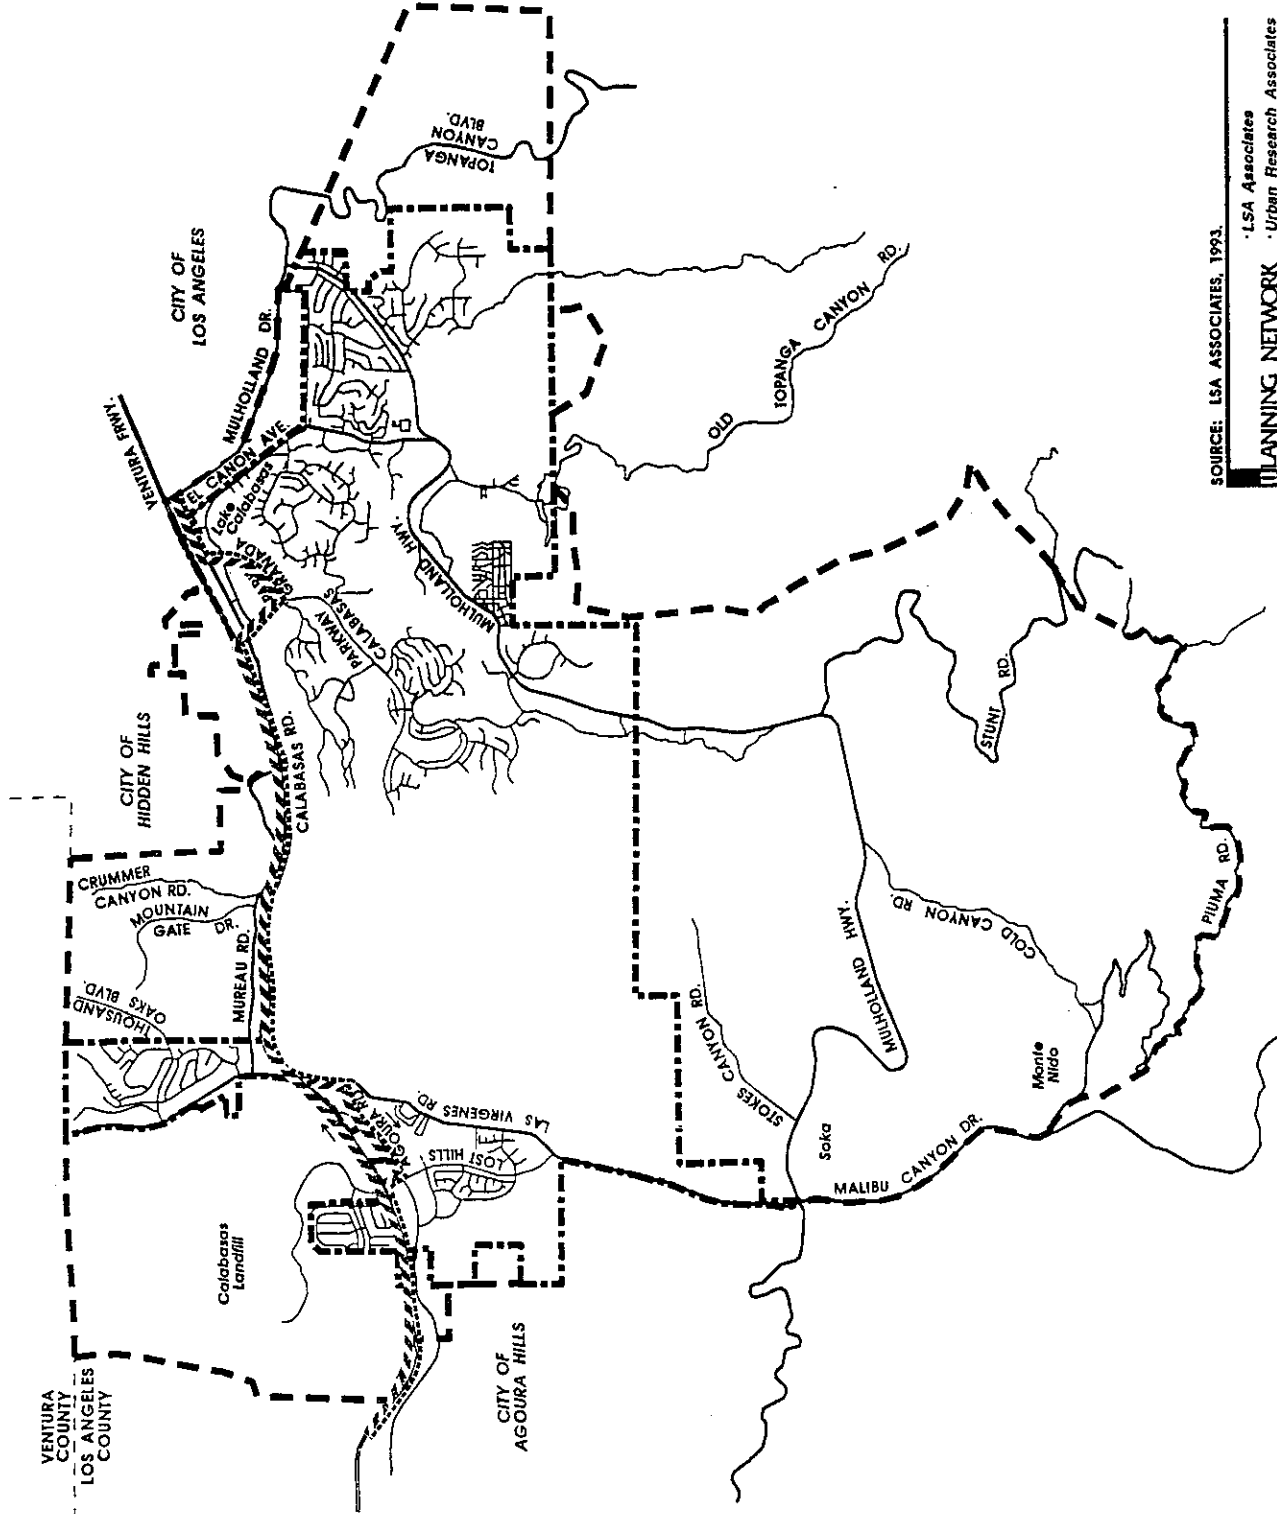 VENTURA
COUNTY
LOS ANGELES
COUNTY
Calabasas
Landfill
CITY OF
AGOURA HILLS
THOUSAND
OAKS BLVD.
CRUMMER
CANYON RD.
MOUNTAIN
GATE DR.
MUREAU RD.
CITY OF
HIDDEN HILLS
CALABASAS RD.
AGOURA RD.
LOST HILLS
LAS VIRGENES RD.
VENTURA FRWY.
CITY OF
LOS ANGELES
MULHOLLAND DR.
EL CANON AVE.
Lake
Calabasas
PARK
GRANADA
PARKWAY
CALABASAS
MULHOLLAND HWY.
TOPANGA
CANYON
BLVD.
OLD
TOPANGA
CANYON
RD.
STUNT RD.
COLD CANYON RD.
MULHOLLAND HWY.
STOKES CANYON RD.
Soka
MALIBU CANYON DR.
Monte
Nido
PIUMA RD.
SOURCE: LSA ASSOCIATES, 1993.
PLANNING NETWORK
· LSA Associates
· Urban Research Associates